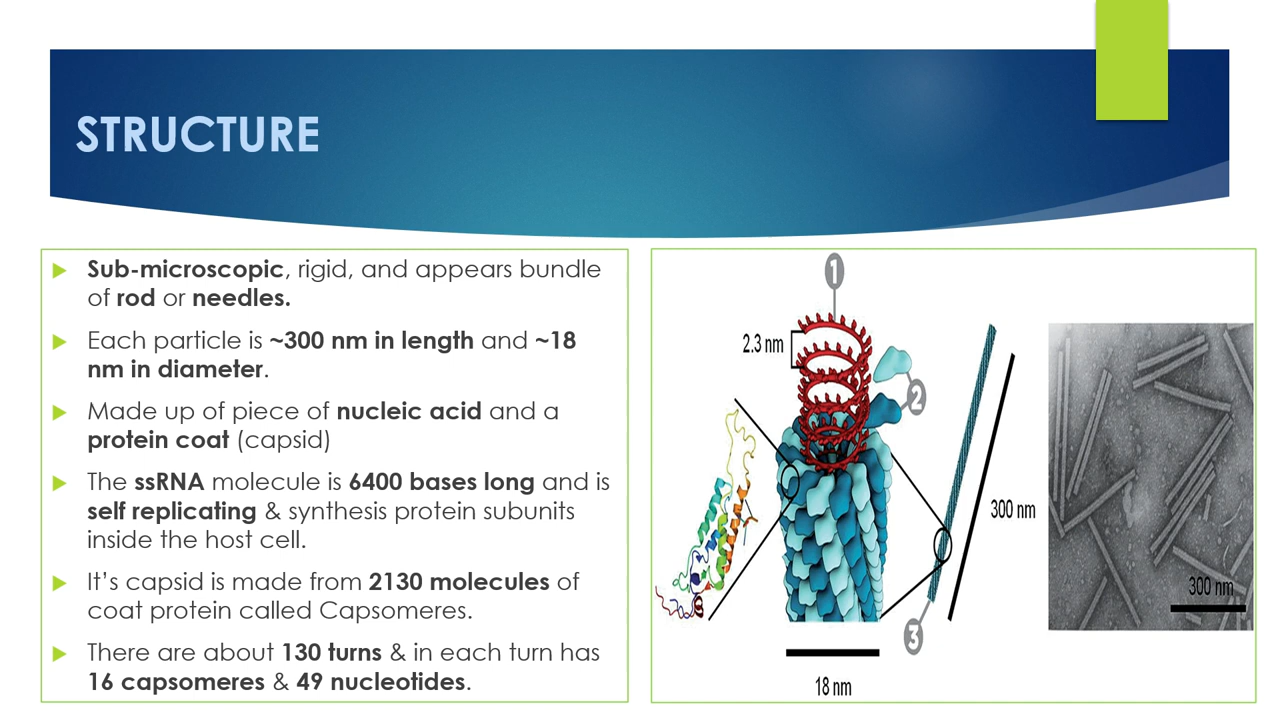 STRUCTURE
Sub-microscopic, rigid, and appears bundle
of rod or needles.
Each particle is ~300 nm in length and ~18
nm in diameter.
Made up of piece of nucleic acid and a
protein coat (capsid)
The ssRNA molecule is 6400 bases long and is
self replicating & synthesis protein subunits
inside the host cell.
It’s capsid is made from 2130 molecules of
coat protein called Capsomeres.
There are about 130 turns & in each turn has
16 capsomeres & 49 nucleotides.
1
2.3 nm
2
300 nm
300 nm
3
18 nm